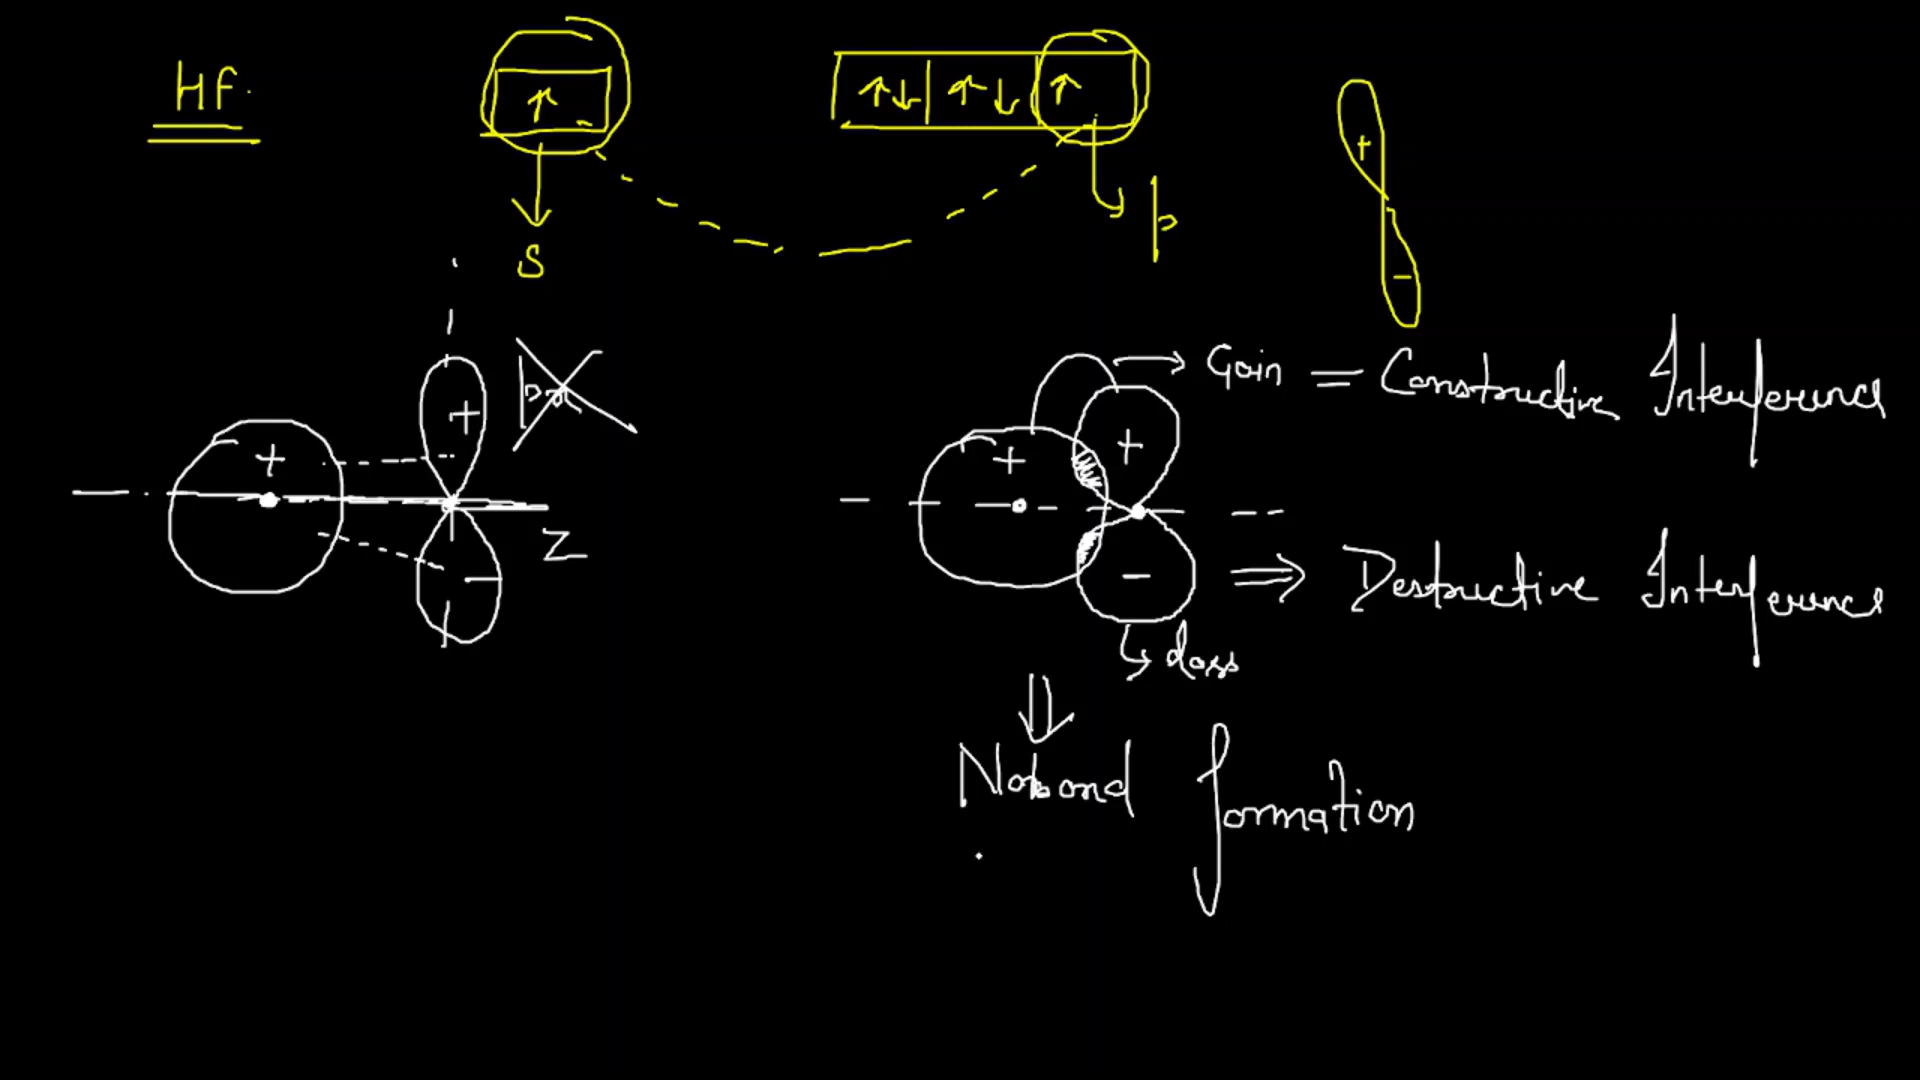 HF.
↑
↑↓ ↑↓ ↑
s
p
+
-
+
+
-
Z
+
+
-
→ Gain = Constructive Interference
⇒ Destructive Interference
↳ loss
⇓
No bond formation